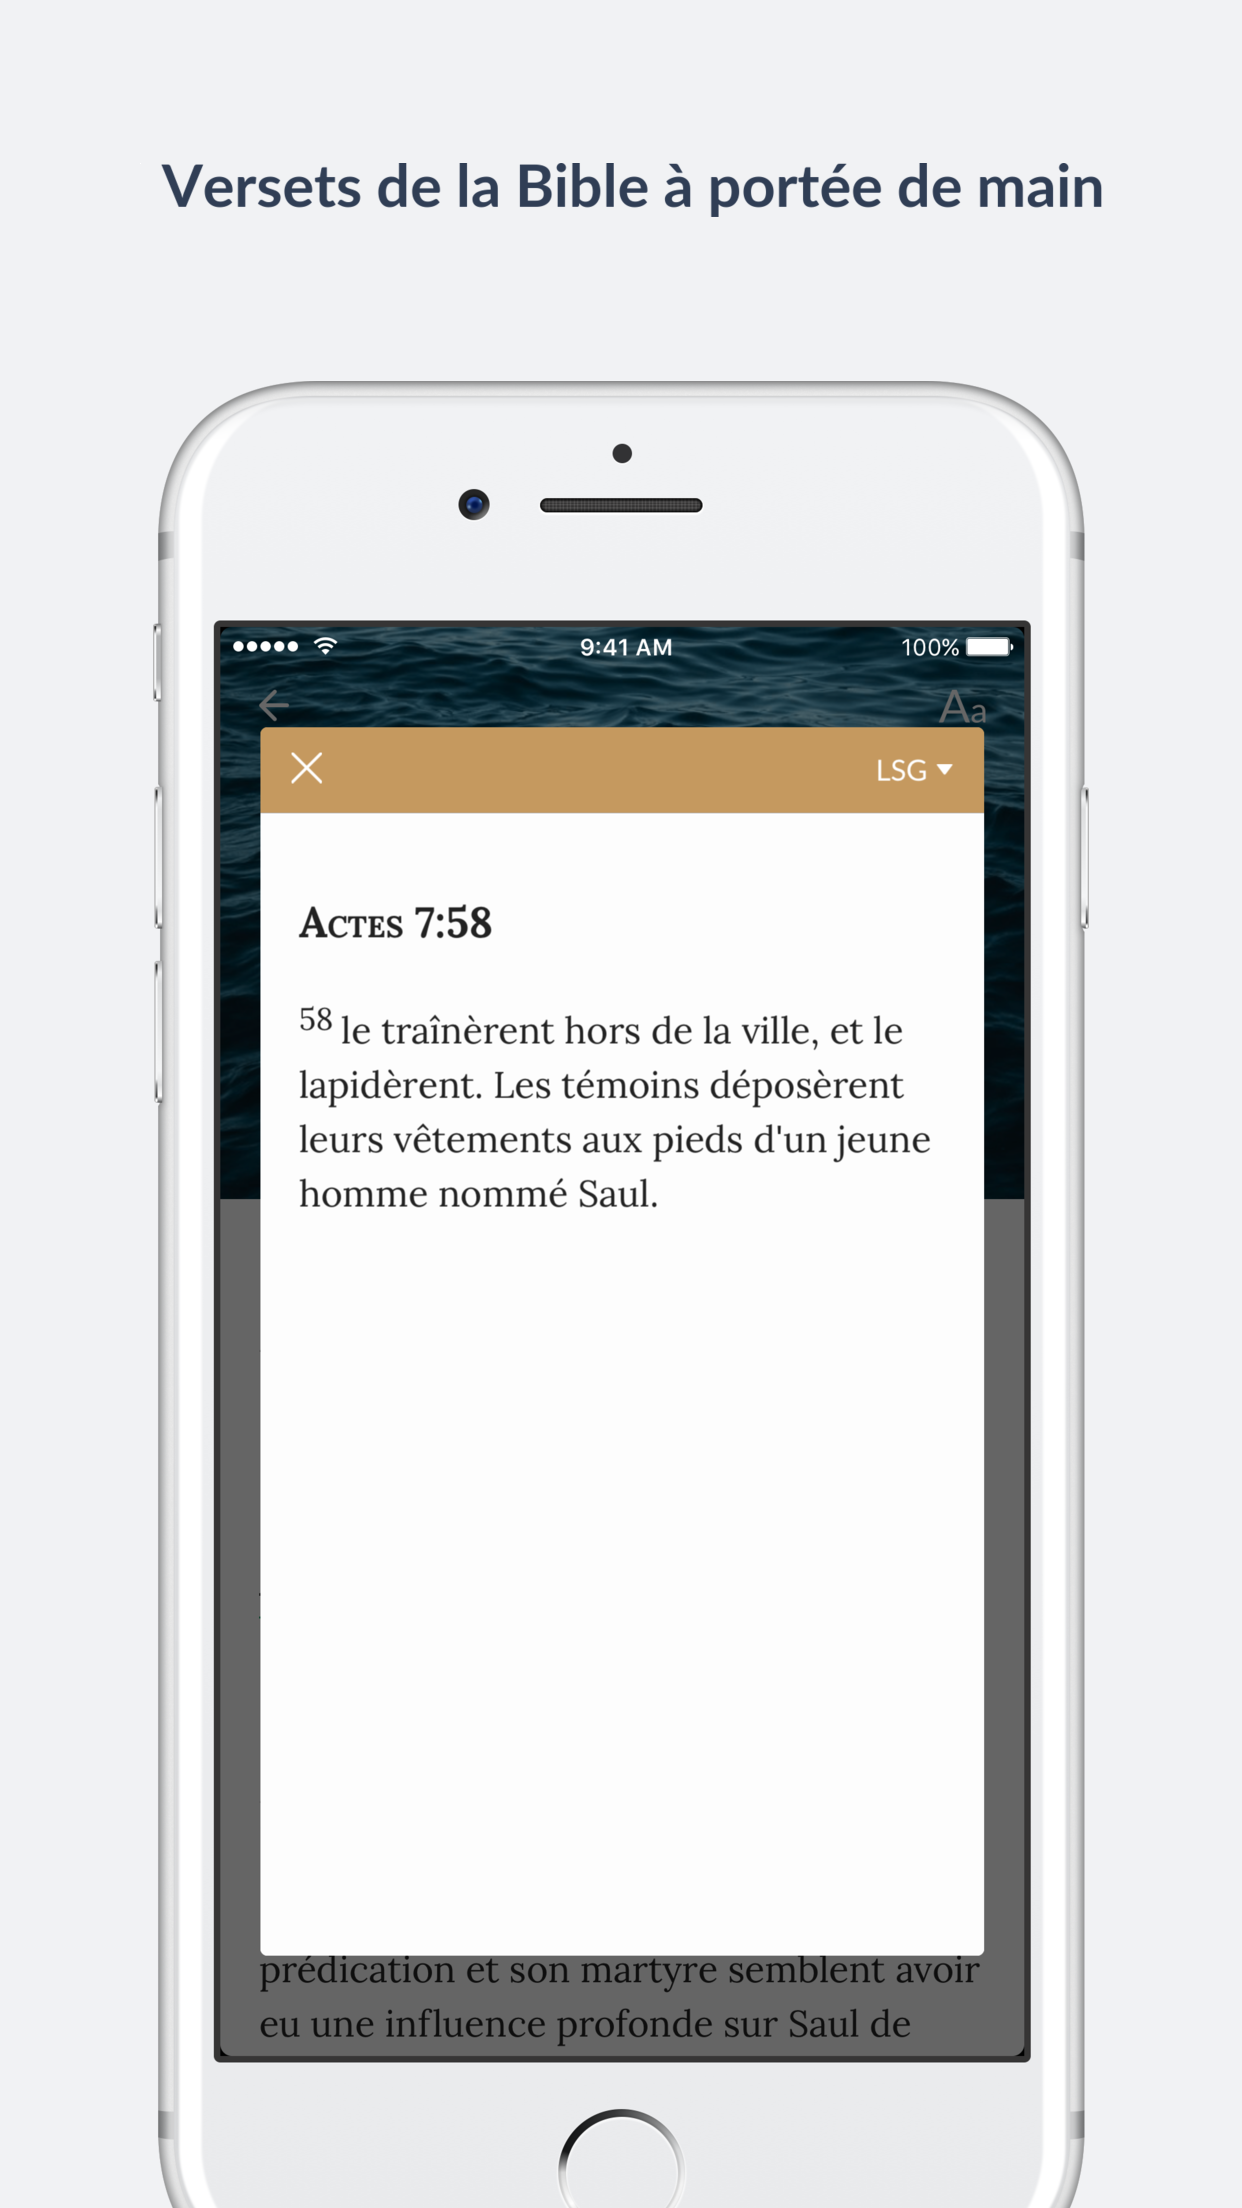 Versets de la Bible à portée de main
9:41 AM
100%
Aa
LSG
Actes 7:58
58 le traînèrent hors de la ville, et le
lapidèrent. Les témoins déposèrent
leurs vêtements aux pieds d'un jeune
homme nommé Saul.
prédication et son martyre semblent avoir
eu une influence profonde sur Saul de